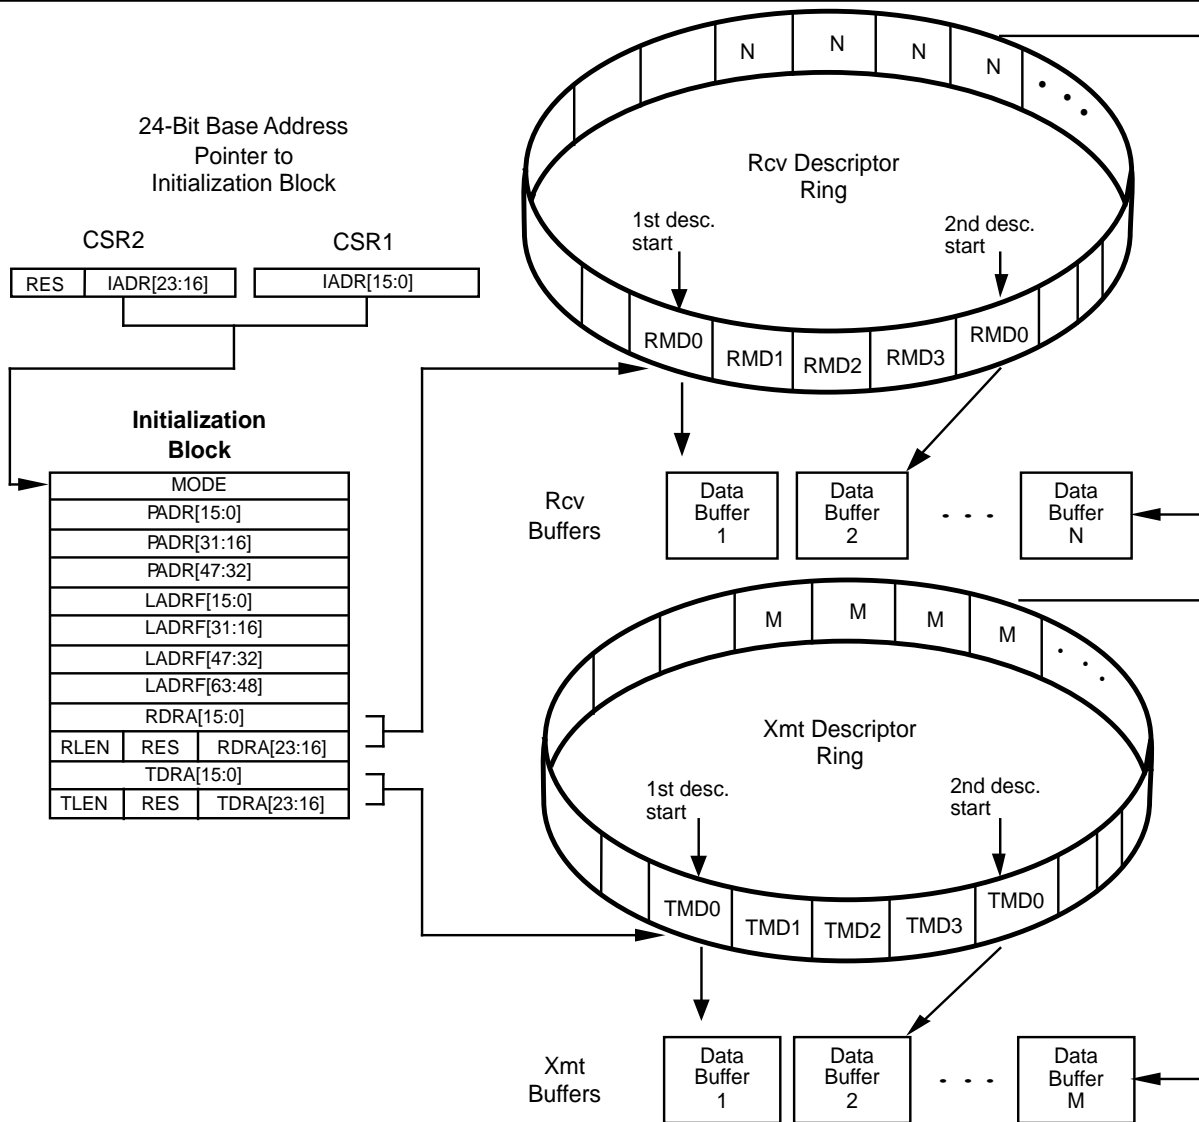 N N N N
24-Bit Base Address
Pointer to
Initialization Block
Rcv Descriptor
Ring
1st desc.
start
2nd desc.
start
CSR2 CSR1
RES IADR[23:16] IADR[15:0]
RMD0 RMD1 RMD2 RMD3 RMD0
Initialization
Block
MODE
PADR[15:0]
PADR[31:16]
PADR[47:32]
LADRF[15:0]
LADRF[31:16]
LADRF[47:32]
LADRF[63:48]
RDRA[15:0]
RLEN RES RDRA[23:16]
TDRA[15:0]
TLEN RES TDRA[23:16]
Rcv
Buffers
Data
Buffer
1
Data
Buffer
2
. . .
Data
Buffer
N
M M M M
Xmt Descriptor
Ring
1st desc.
start
2nd desc.
start
TMD0 TMD1 TMD2 TMD3 TMD0
Xmt
Buffers
Data
Buffer
1
Data
Buffer
2
. . .
Data
Buffer
M